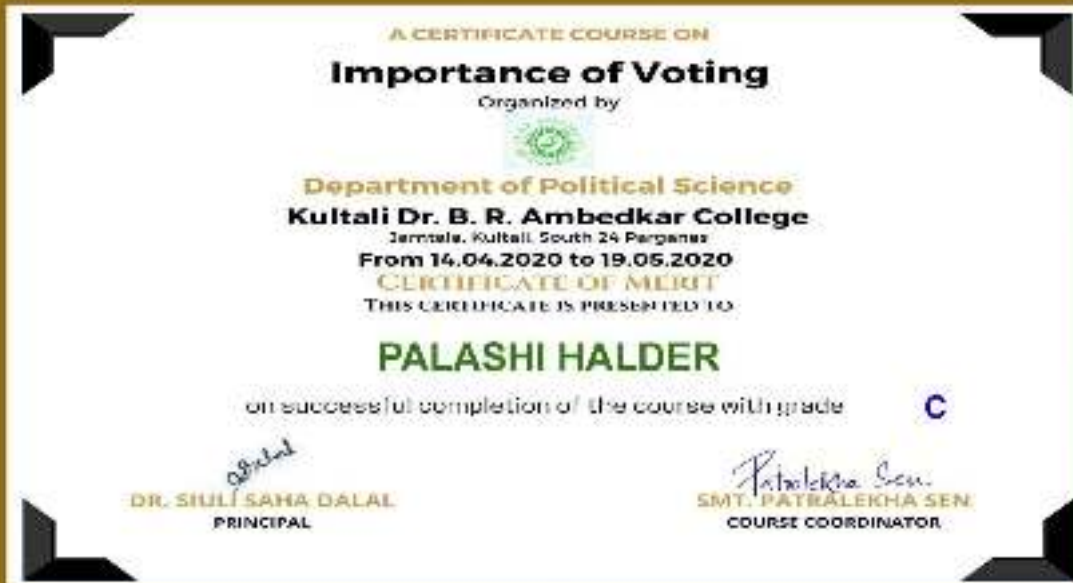 A CERTIFICATE COURSE ON
Importance of Voting
Organized by
Department of Political Science
Kultali Dr. B. R. Ambedkar College
Kultali, South 24 Parganas
From 14.04.2020 to 19.05.2020
CERTIFICATE OF MERIT
THIS CERTIFICATE IS PRESENTED TO
PALASHI HALDER
on successful completion of the course with grade C
Patralekha Sen.
DR. SIULI SAHA DALAL
SMT. PATRALEKHA SEN
PRINCIPAL
COURSE COORDINATOR